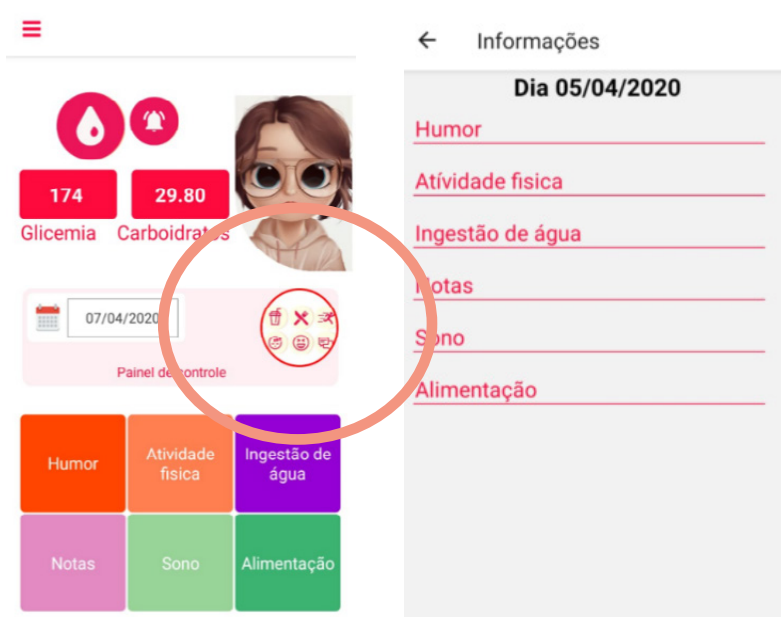 174
29.80
Glicemia
Carboidratos
07/04/2020
Painel de controle
Humor
Atividade
fisica
Ingestão de
água
Notas
Sono
Alimentação
Informações
Dia 05/04/2020
Humor
Atívidade fisica
Ingestão de água
Notas
Sono
Alimentação